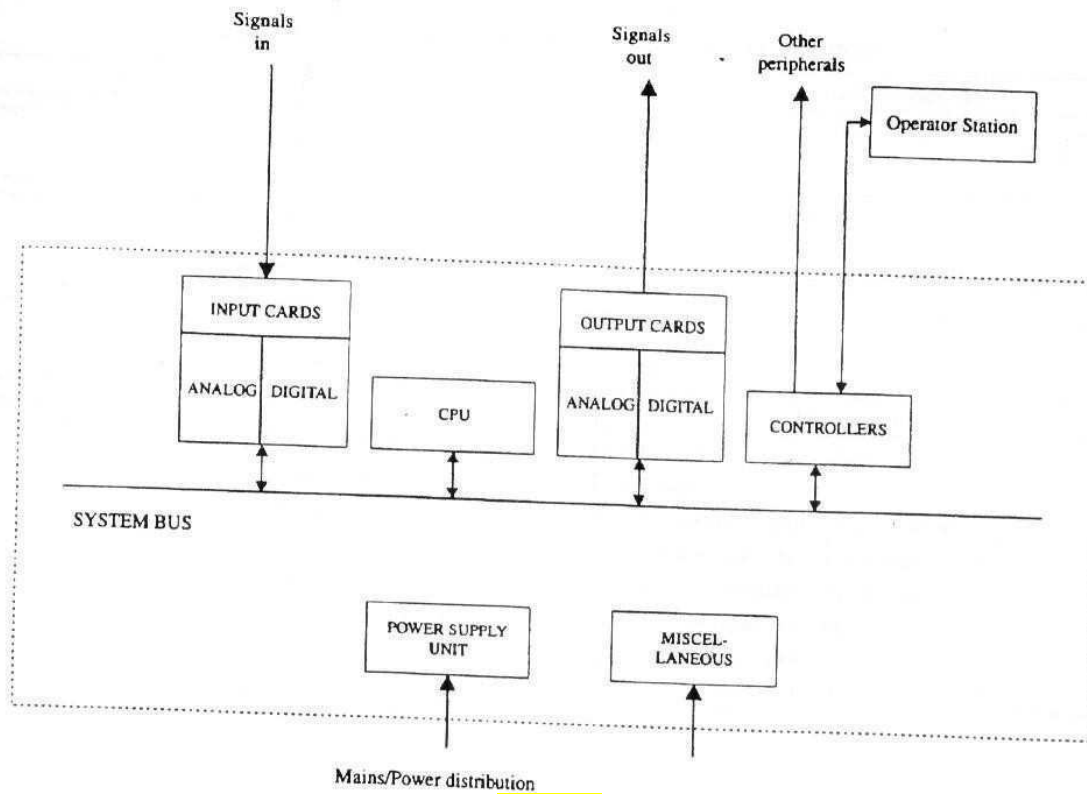 Signals
in
Signals
out
Other
peripherals
Operator Station
INPUT CARDS
ANALOG
DIGITAL
CPU
OUTPUT CARDS
ANALOG
DIGITAL
CONTROLLERS
SYSTEM BUS
POWER SUPPLY
UNIT
MISCEL-
LANEOUS
Mains/Power distribution